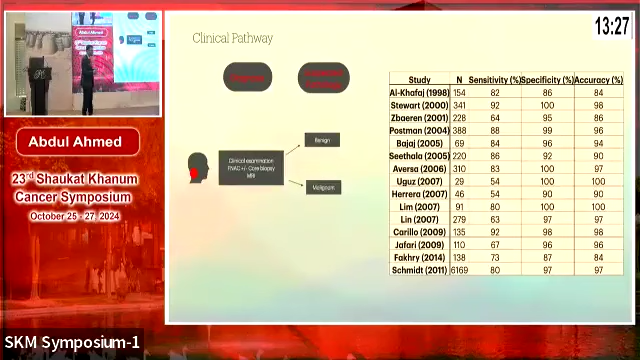 13:27
Clinical Pathway
Diagnosis
Clinical examination
FNAC +/- Core biopsy
MRI
Benign
Malignant
Study N Sensitivity (%) Specificity (%) Accuracy (%)
Al-Khafaj (1998) 154 82 86 84
Stewart (2000) 341 92 100 98
Zbaeren (2001) 228 64 95 86
Postman (2004) 388 88 99 96
Bajaj (2005) 69 84 96 94
Seethala (2005) 220 86 92 90
Aversa (2006) 310 83 100 97
Uguz (2007) 29 54 100 100
Herrera (2007) 46 54 90 90
Lim (2007) 91 80 100 100
Lin (2007) 279 63 97 97
Carillo (2009) 135 92 98 98
Jafari (2009) 110 67 96 96
Fakhry (2014) 138 73 87 84
Schmidt (2011) 6169 80 97 97
Abdul Ahmed
23rd Shaukat Khanum
Cancer Symposium
October 25 - 27, 2024
SKM Symposium-1